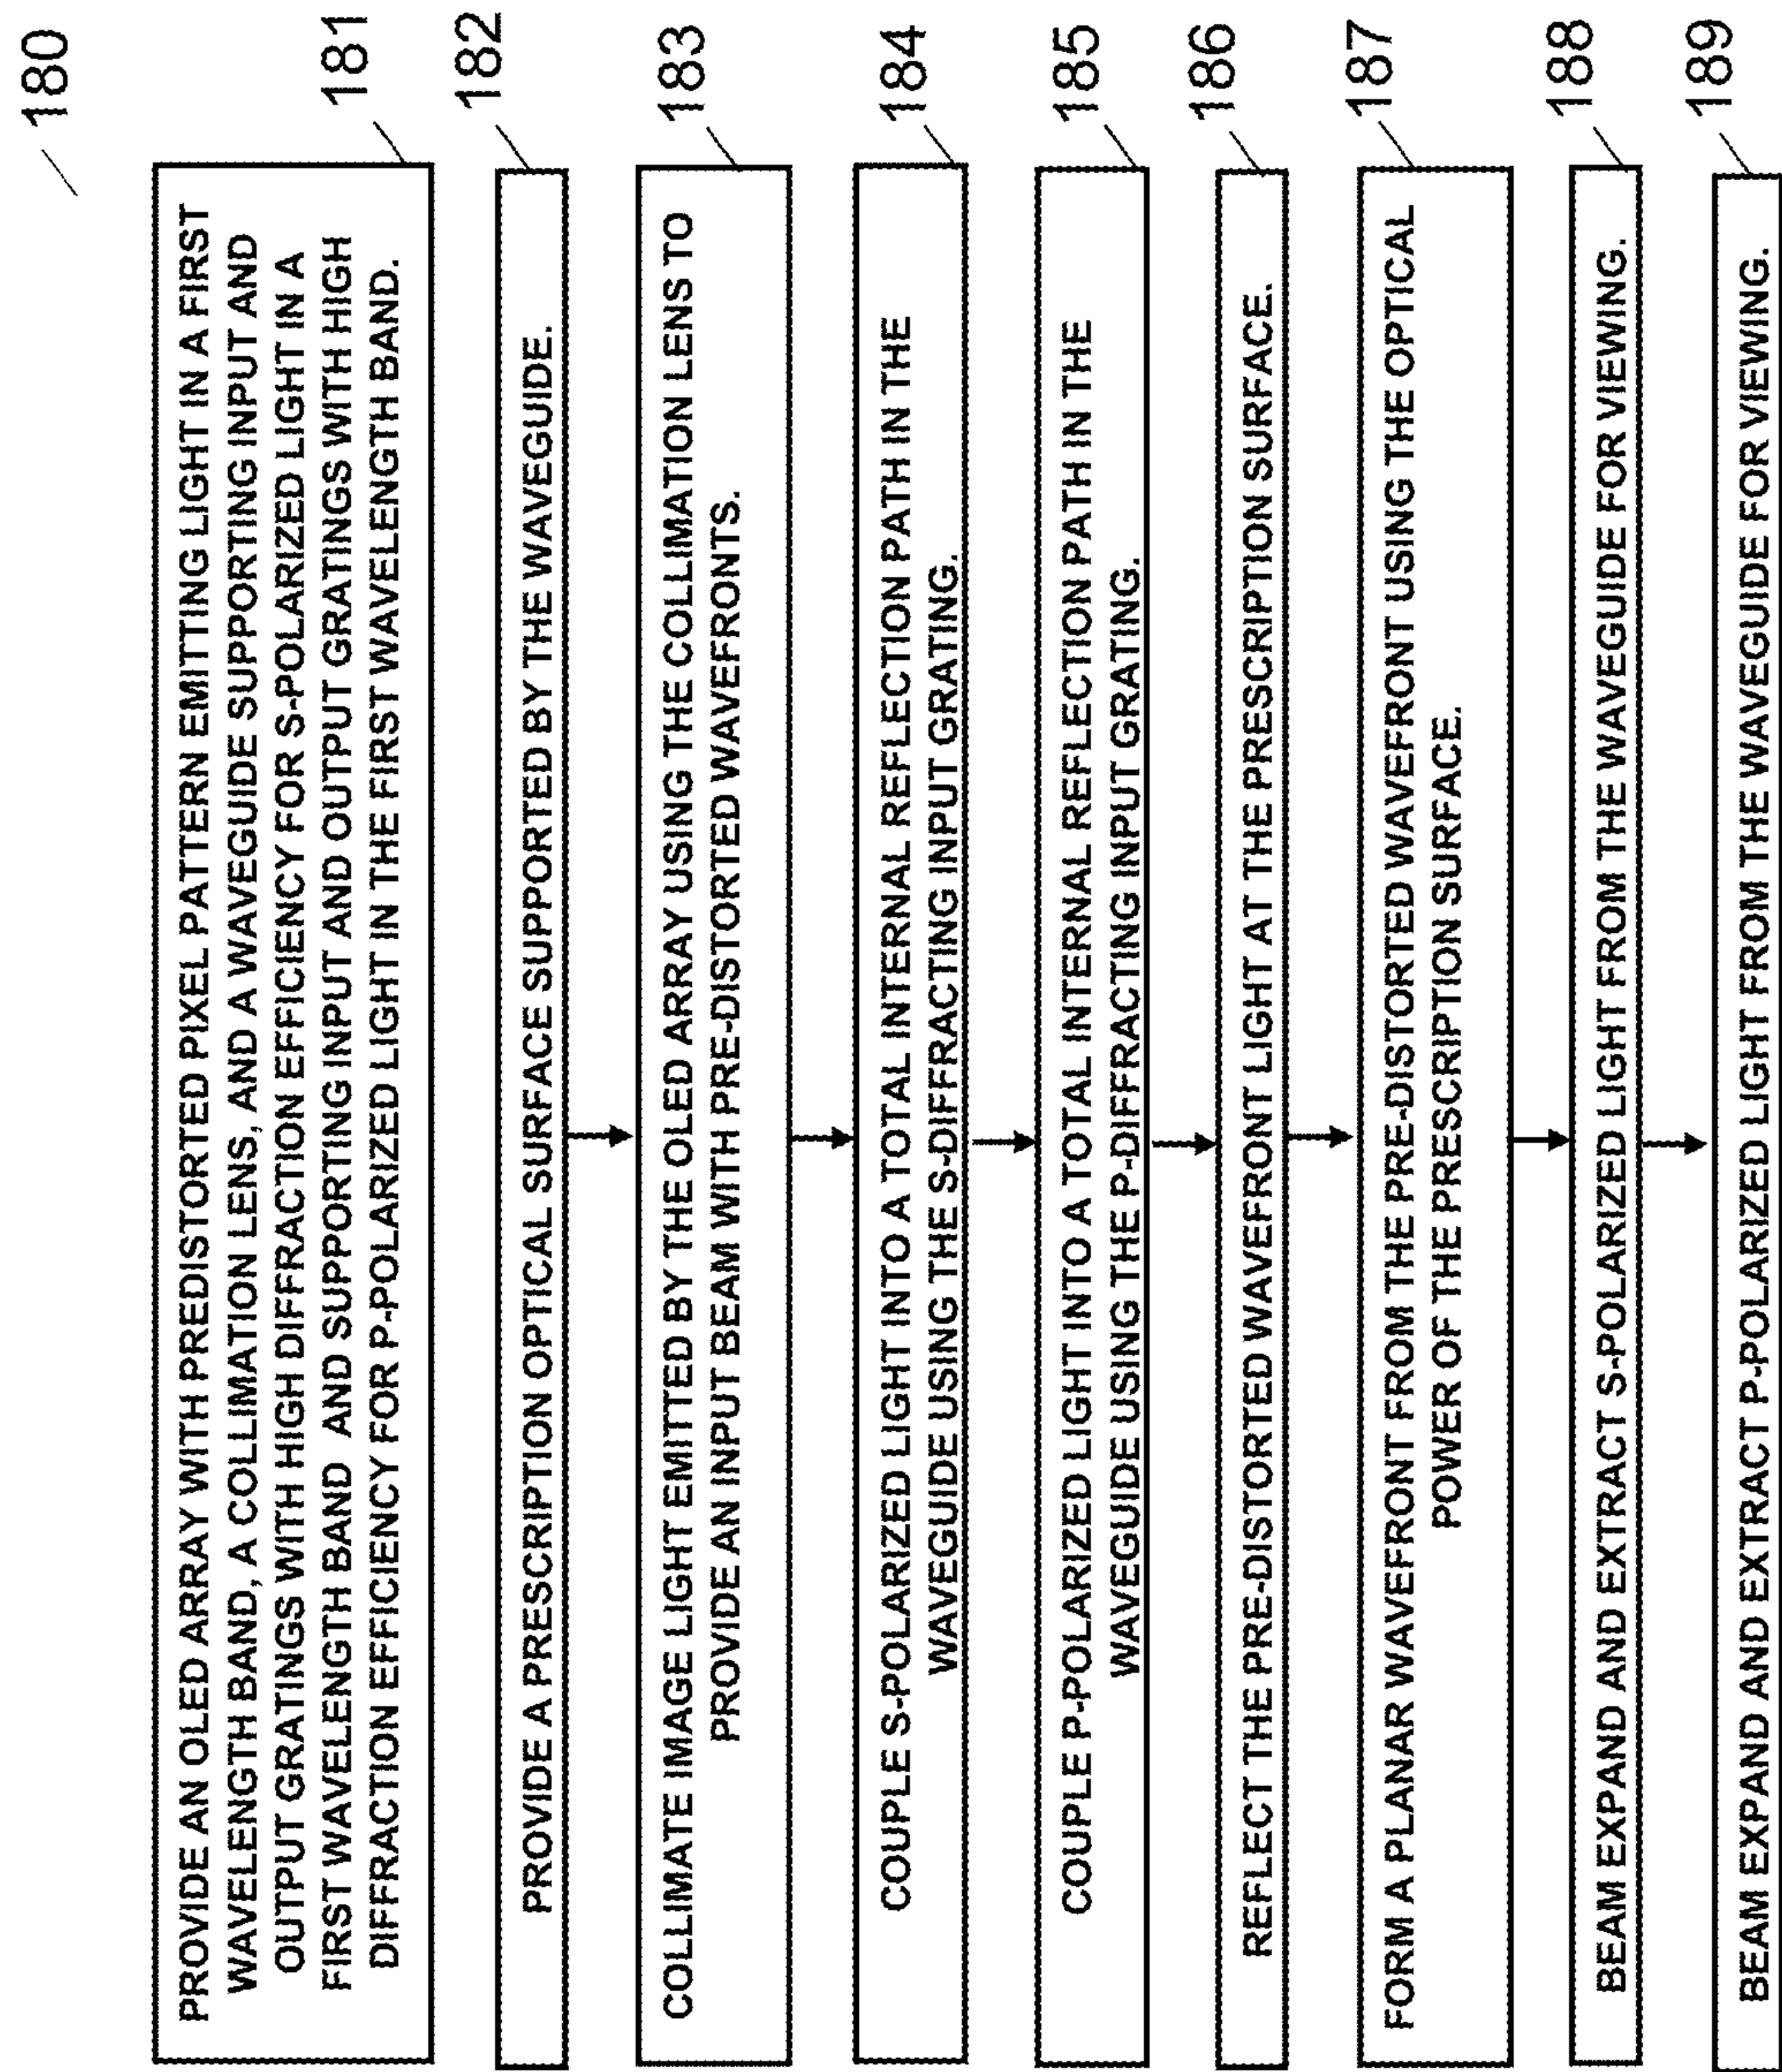 180
PROVIDE AN OLED ARRAY WITH PREDISTORTED PIXEL PATTERN EMITTING LIGHT IN A FIRST
WAVELENGTH BAND, A COLLIMATION LENS, AND A WAVEGUIDE SUPPORTING INPUT AND
OUTPUT GRATINGS WITH HIGH DIFFRACTION EFFICIENCY FOR S-POLARIZED LIGHT IN A
FIRST WAVELENGTH BAND AND SUPPORTING INPUT AND OUTPUT GRATINGS WITH HIGH
DIFFRACTION EFFICIENCY FOR P-POLARIZED LIGHT IN THE FIRST WAVELENGTH BAND.
181
PROVIDE A PRESCRIPTION OPTICAL SURFACE SUPPORTED BY THE WAVEGUIDE.
182
COLLIMATE IMAGE LIGHT EMITTED BY THE OLED ARRAY USING THE COLLIMATION LENS TO
PROVIDE AN INPUT BEAM WITH PRE-DISTORTED WAVEFRONTS.
183
COUPLE S-POLARIZED LIGHT INTO A TOTAL INTERNAL REFLECTION PATH IN THE
WAVEGUIDE USING THE S-DIFFRACTING INPUT GRATING.
184
COUPLE P-POLARIZED LIGHT INTO A TOTAL INTERNAL REFLECTION PATH IN THE
WAVEGUIDE USING THE P-DIFFRACTING INPUT GRATING.
185
REFLECT THE PRE-DISTORTED WAVEFRONT LIGHT AT THE PRESCRIPTION SURFACE.
186
FORM A PLANAR WAVEFRONT FROM THE PRE-DISTORTED WAVEFRONT USING THE OPTICAL
POWER OF THE PRESCRIPTION SURFACE.
187
BEAM EXPAND AND EXTRACT S-POLARIZED LIGHT FROM THE WAVEGUIDE FOR VIEWING.
188
BEAM EXPAND AND EXTRACT P-POLARIZED LIGHT FROM THE WAVEGUIDE FOR VIEWING.
189